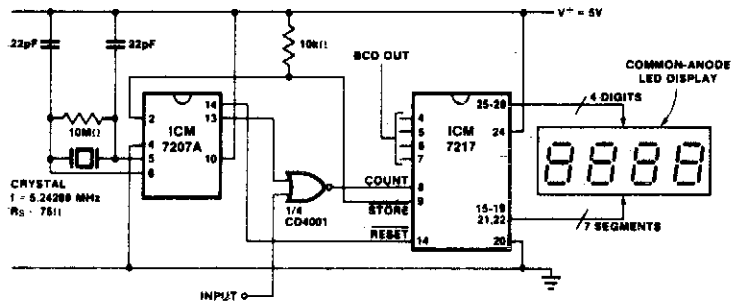 V+ = 5V
22pF
22pF
10kΩ
BCD OUT
COMMON-ANODE
LED DISPLAY
10MΩ
2
4
5
6
14
13
10
ICM
7207A
4
5
6
7
8
9
14
ICM
7217
25-28
24
15-19
21,22
20
4 DIGITS
7 SEGMENTS
8888
CRYSTAL
f = 5.24288 MHz
RS 75Ω
1/4
CD4001
COUNT
STORE
RESET
INPUT